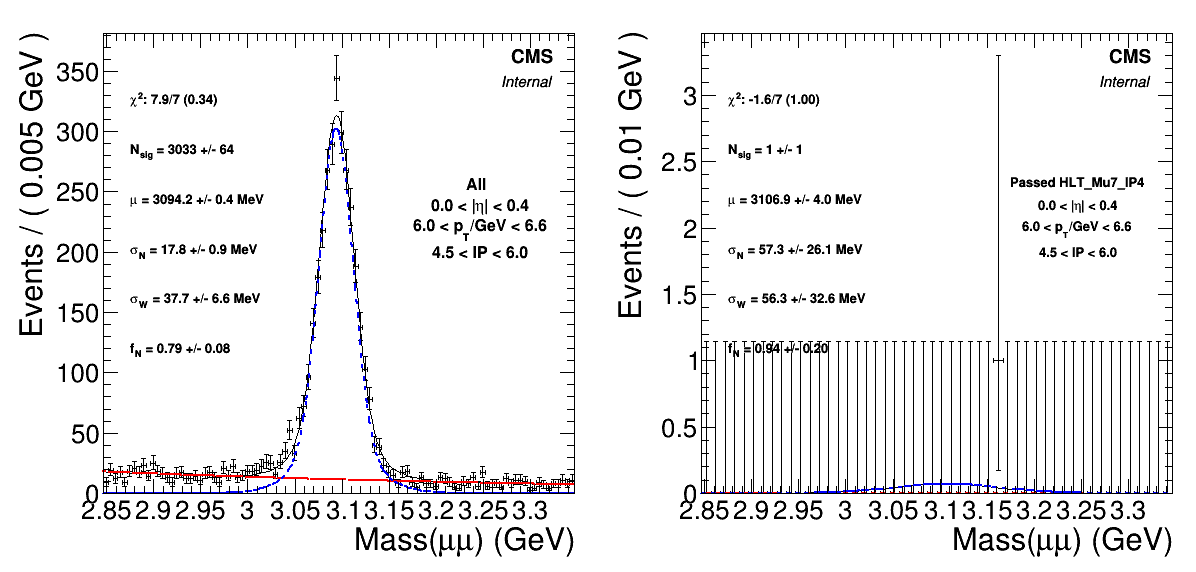 CMS
Internal
χ²: 7.9/7 (0.34)
N_sig = 3033 +/- 64
μ = 3094.2 +/- 0.4 MeV
σ_N = 17.8 +/- 0.9 MeV
σ_W = 37.7 +/- 6.6 MeV
f_N = 0.79 +/- 0.08
All
0.0 < |η| < 0.4
6.0 < p_T/GeV < 6.6
4.5 < IP < 6.0
Events / ( 0.005 GeV )
350
300
250
200
150
100
50
0
2.85 2.9 2.95 3 3.05 3.1 3.15 3.2 3.25 3.3
Mass(μμ) (GeV)
CMS
Internal
χ²: -1.6/7 (1.00)
N_sig = 1 +/- 1
μ = 3106.9 +/- 4.0 MeV
σ_N = 57.3 +/- 26.1 MeV
σ_W = 56.3 +/- 32.6 MeV
f_N = 0.94 +/- 0.20
Passed HLT_Mu7_IP4
0.0 < |η| < 0.4
6.0 < p_T/GeV < 6.6
4.5 < IP < 6.0
Events / ( 0.01 GeV )
3
2.5
2
1.5
1
0.5
0
2.85 2.9 2.95 3 3.05 3.1 3.15 3.2 3.25 3.3
Mass(μμ) (GeV)